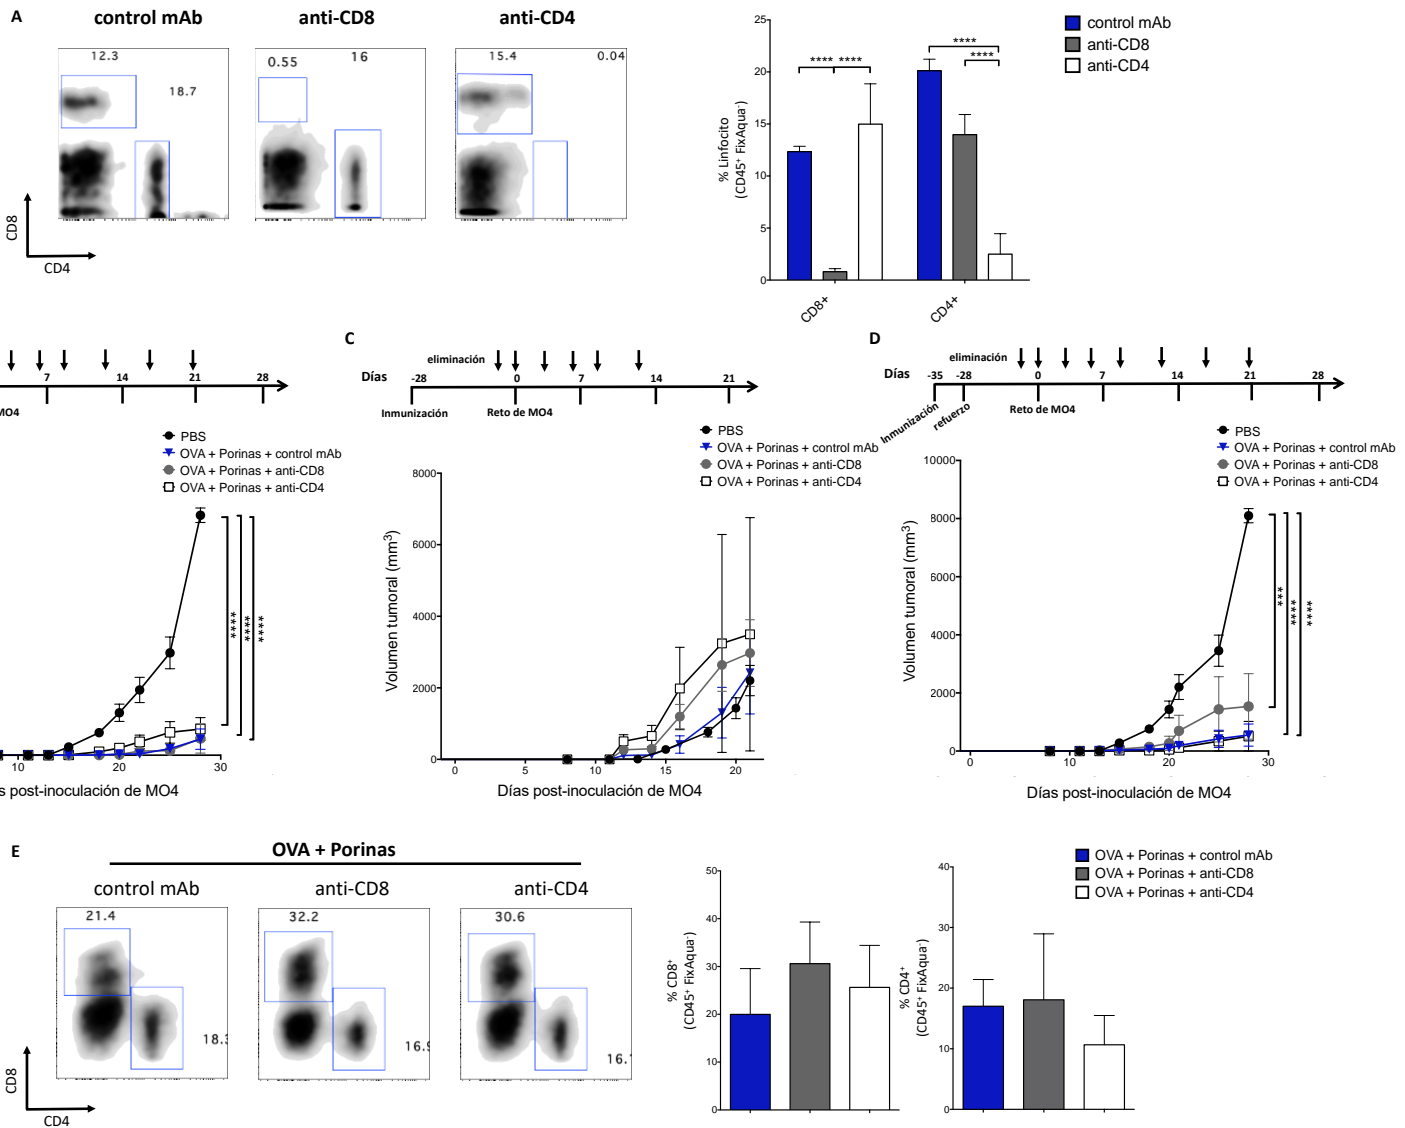 A
control mAb
anti-CD8
anti-CD4
12.3
18.7
0.55
16
15.4
0.04
CD8
CD4
25
20
15
10
5
0
% Linfocito
(CD45⁺ FixAqua⁻)
**** ****
****
****
CD8+
CD4+
control mAb
anti-CD8
anti-CD4
7
14
21
28
MO4
PBS
OVA + Porinas + control mAb
OVA + Porinas + anti-CD8
OVA + Porinas + anti-CD4
****
****
****
10
20
30
s post-inoculación de MO4
C
eliminación
Días
-28
0
7
14
21
Inmunización
Reto de MO4
PBS
OVA + Porinas + control mAb
OVA + Porinas + anti-CD8
OVA + Porinas + anti-CD4
Volumen tumoral (mm³)
8000
6000
4000
2000
0
0
5
10
15
20
Días post-inoculación de MO4
D
eliminación
Días
-35
-28
0
7
14
21
28
Inmunización
refuerzo
Reto de MO4
PBS
OVA + Porinas + control mAb
OVA + Porinas + anti-CD8
OVA + Porinas + anti-CD4
Volumen tumoral (mm³)
10000
8000
6000
4000
2000
0
***
****
****
0
10
20
30
Días post-inoculación de MO4
E
OVA + Porinas
control mAb
anti-CD8
anti-CD4
21.4
18.
32.2
16.
30.6
16.
CD8
CD4
% CD8⁺
(CD45⁺ FixAqua⁻)
50
40
30
20
10
0
% CD4⁺
(CD45⁺ FixAqua⁻)
40
30
20
10
0
OVA + Porinas + control mAb
OVA + Porinas + anti-CD8
OVA + Porinas + anti-CD4